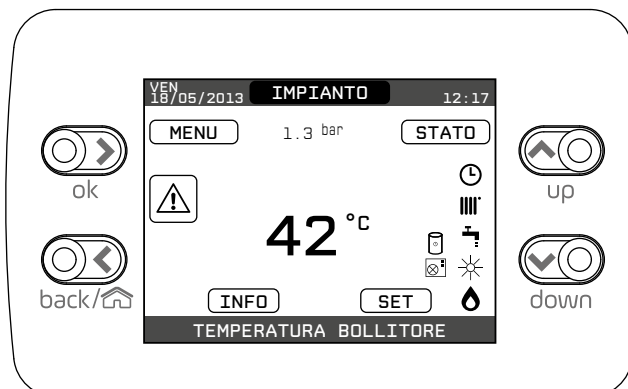 VEN
18/05/2013 IMPIANTO 12:17
MENU 1.3 bar STATO
ok
up
42 °C
back/
down
INFO SET
TEMPERATURA BOLLITORE